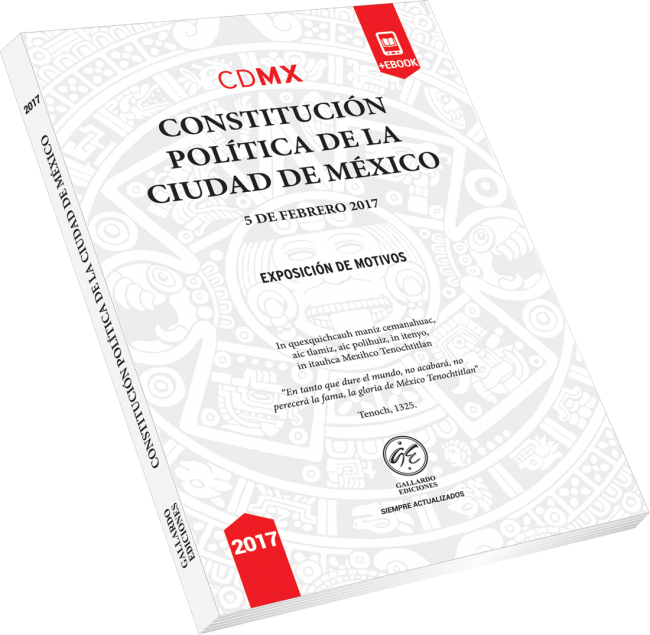 +EBOOK
CDMX
CONSTITUCIÓN
POLÍTICA DE LA
CIUDAD DE MÉXICO
5 DE FEBRERO 2017
EXPOSICIÓN DE MOTIVOS
In quexquichcauh maniz cemanahuac,
aic tlamiz, aic polihuiz, in itenyo,
in itauhca Mexihco Tenochtitlan
“En tanto que dure el mundo, no acabará, no
perecerá la fama, la gloria de México Tenochtitlan”
Tenoch, 1325.
GE
GALLARDO
EDICIONES
SIEMPRE ACTUALIZADOS
2017
2017
CONSTITUCIÓN POLÍTICA DE LA CIUDAD DE MÉXICO
GALLARDO
EDICIONES